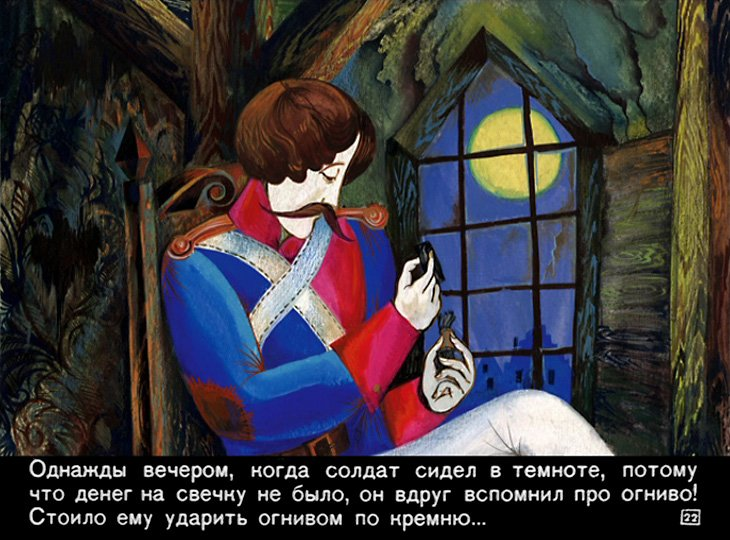 Однажды вечером, когда солдат сидел в темноте, потому
что денег на свечку не было, он вдруг вспомнил про огниво!
Стоило ему ударить огнивом по кремню...
22